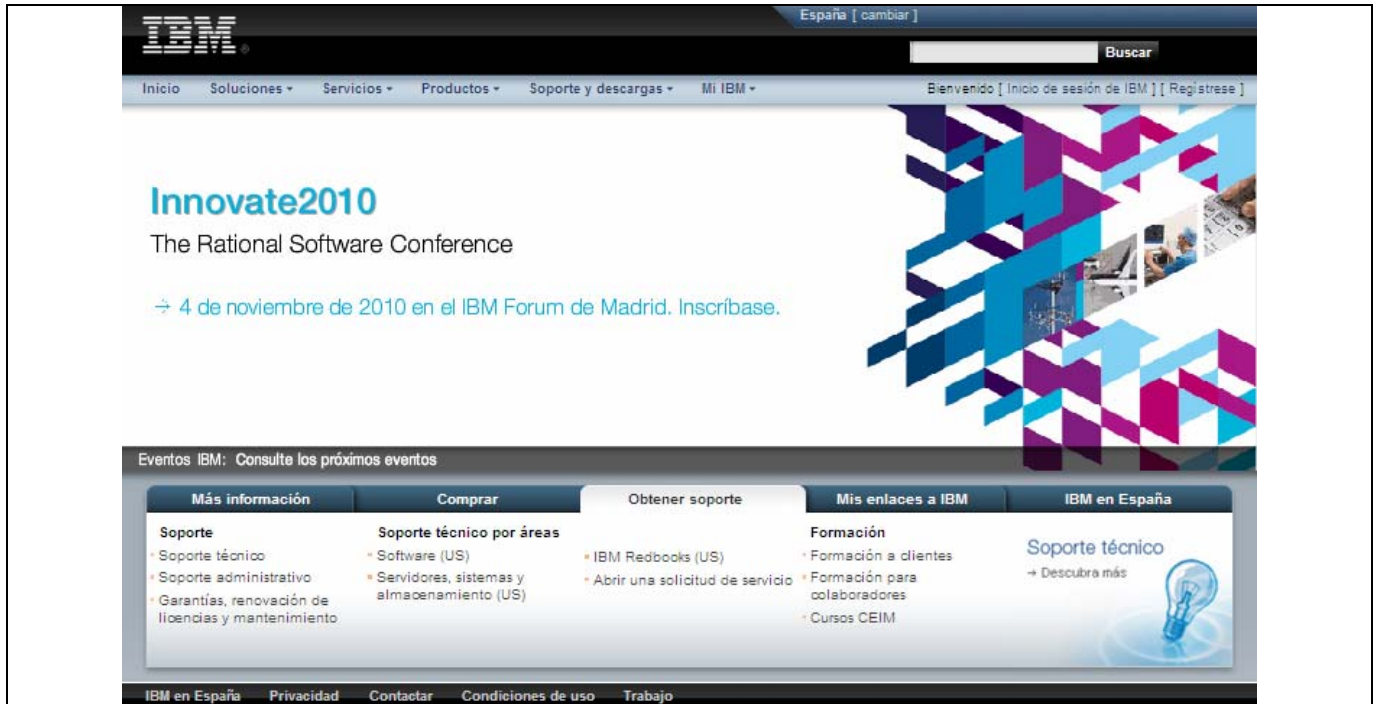 España [ cambiar ]
IBM®
Buscar
Inicio Soluciones Servicios Productos Soporte y descargas Mi IBM Bienvenido [ Inicio de sesión de IBM ] [ Regístrese ]
Innovate2010
The Rational Software Conference
→ 4 de noviembre de 2010 en el IBM Forum de Madrid. Inscríbase.
Eventos IBM: Consulte los próximos eventos
Más información Comprar Obtener soporte Mis enlaces a IBM IBM en España
Soporte
Soporte técnico
Soporte administrativo
Garantías, renovación de
licencias y mantenimiento
Soporte técnico por áreas
Software (US)
Servidores, sistemas y
almacenamiento (US)
IBM Redbooks (US)
Abrir una solicitud de servicio
Formación
Formación a clientes
Formación para
colaboradores
Cursos CEIM
Soporte técnico
→ Descubra más
IBM en España Privacidad Contactar Condiciones de uso Trabajo